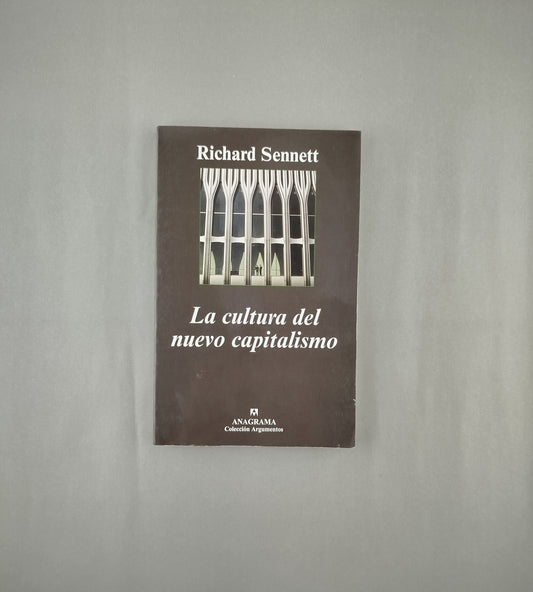 Richard Sennett
La cultura del
nuevo capitalismo
ANAGRAMA
Colección Argumentos